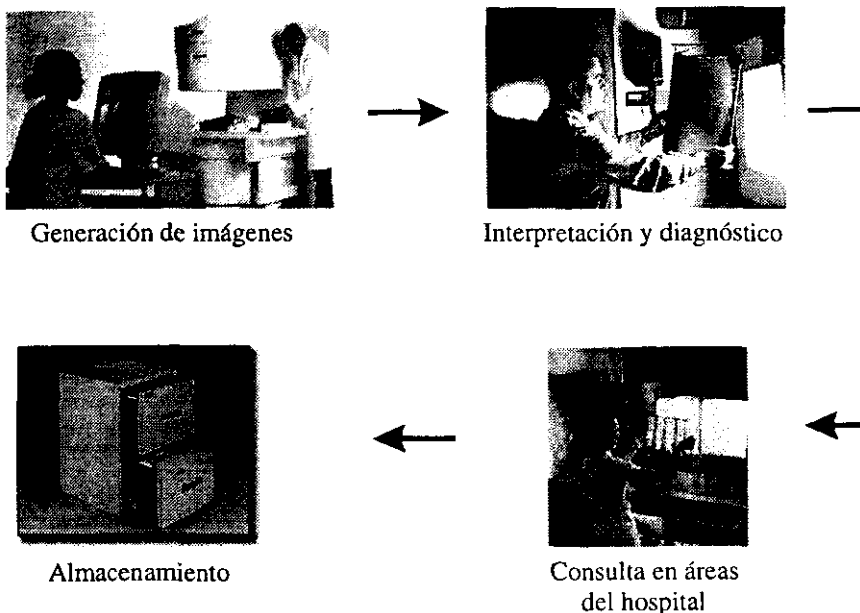 Generación de imágenes
Interpretación y diagnóstico
Almacenamiento
Consulta en áreas
del hospital